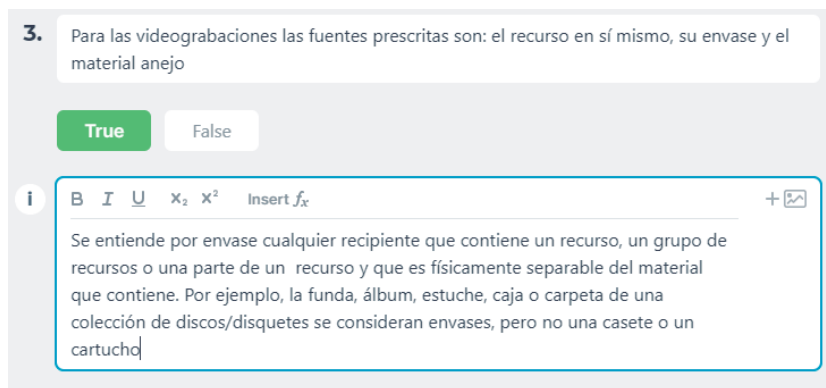 3. Para las videograbaciones las fuentes prescritas son: el recurso en sí mismo, su envase y el
material anejo
True False
i B I U X₂ X² Insert fx +
Se entiende por envase cualquier recipiente que contiene un recurso, un grupo de
recursos o una parte de un  recurso y que es físicamente separable del material
que contiene. Por ejemplo, la funda, álbum, estuche, caja o carpeta de una
colección de discos/disquetes se consideran envases, pero no una casete o un
cartucho